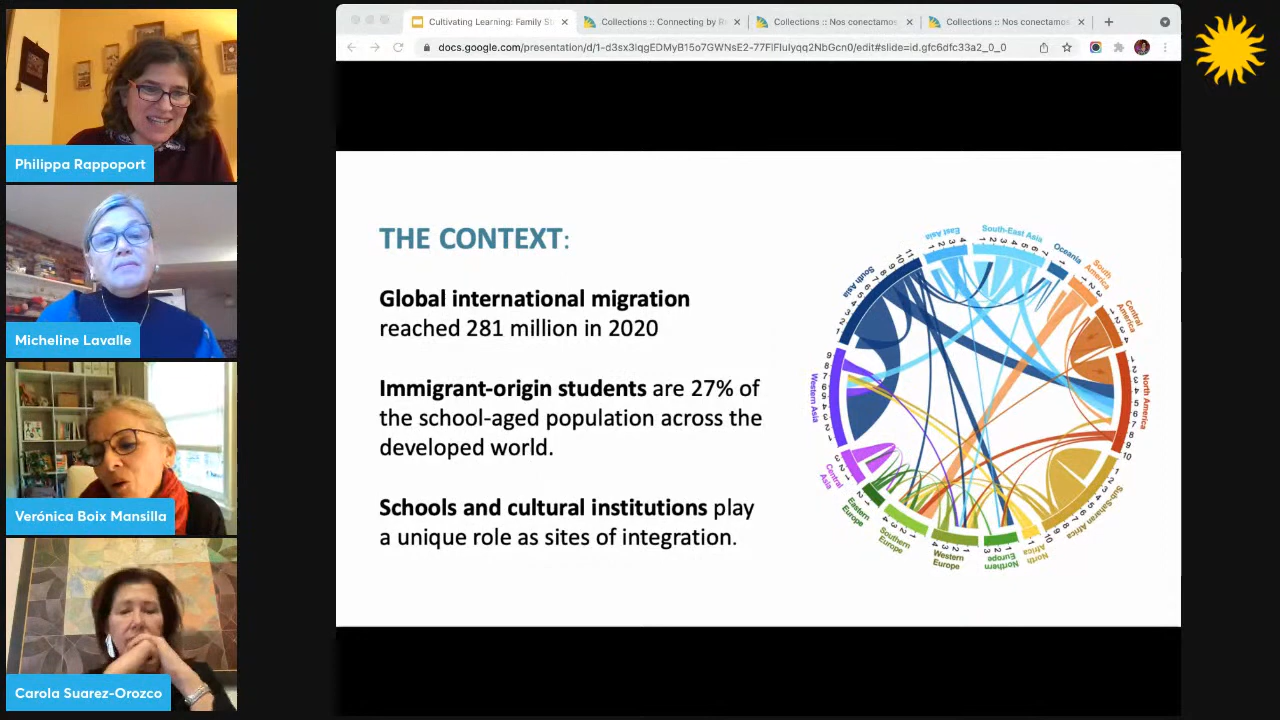 Cultivating Learning: Family St
Collections :: Connecting by R
Collections :: Nos conectamos
Collections :: Nos conectamos
docs.google.com/presentation/d/1-d3sx3IqgEDMyB15o7GWNsE2-77FlFluIyqq2NbGcn0/edit#slide=id.gfc6dfc33a2_0_0
Philippa Rappoport
Micheline Lavalle
Verónica Boix Mansilla
Carola Suarez-Orozco
THE CONTEXT:
Global international migration
reached 281 million in 2020
Immigrant-origin students are 27% of
the school-aged population across the
developed world.
Schools and cultural institutions play
a unique role as sites of integration.
East Asia
South-East Asia
Oceania
South
America
Central
America
North America
Sub-Saharan Africa
North
Africa
Northern
Europe
Western
Europe
Southern
Europe
Eastern
Europe
Central
Asia
Western Asia
South Asia